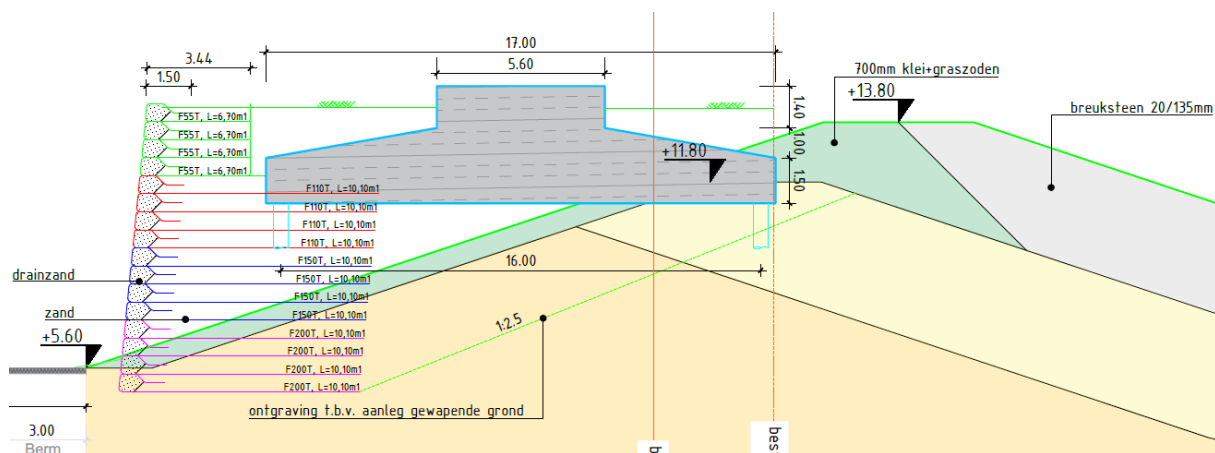 17.00
3.44
5.60
1.50
700mm klei+graszoden
+13.80
breuksteen 20/135mm
1.40
1.00
1.50
F55T, L=6,70m1
F55T, L=6,70m1
F55T, L=6,70m1
F55T, L=6,70m1
+11.80
F110T, L=10,10m1
F110T, L=10,10m1
F110T, L=10,10m1
F110T, L=10,10m1
F150T, L=10,10m1
16.00
drainzand
F150T, L=10,10m1
F150T, L=10,10m1
zand
F150T, L=10,10m1
1:2.5
+5.60
F200T, L=10,10m1
F200T, L=10,10m1
F200T, L=10,10m1
F200T, L=10,10m1
ontgraving t.b.v. aanleg gewapende grond
3.00
Berm
b
bes